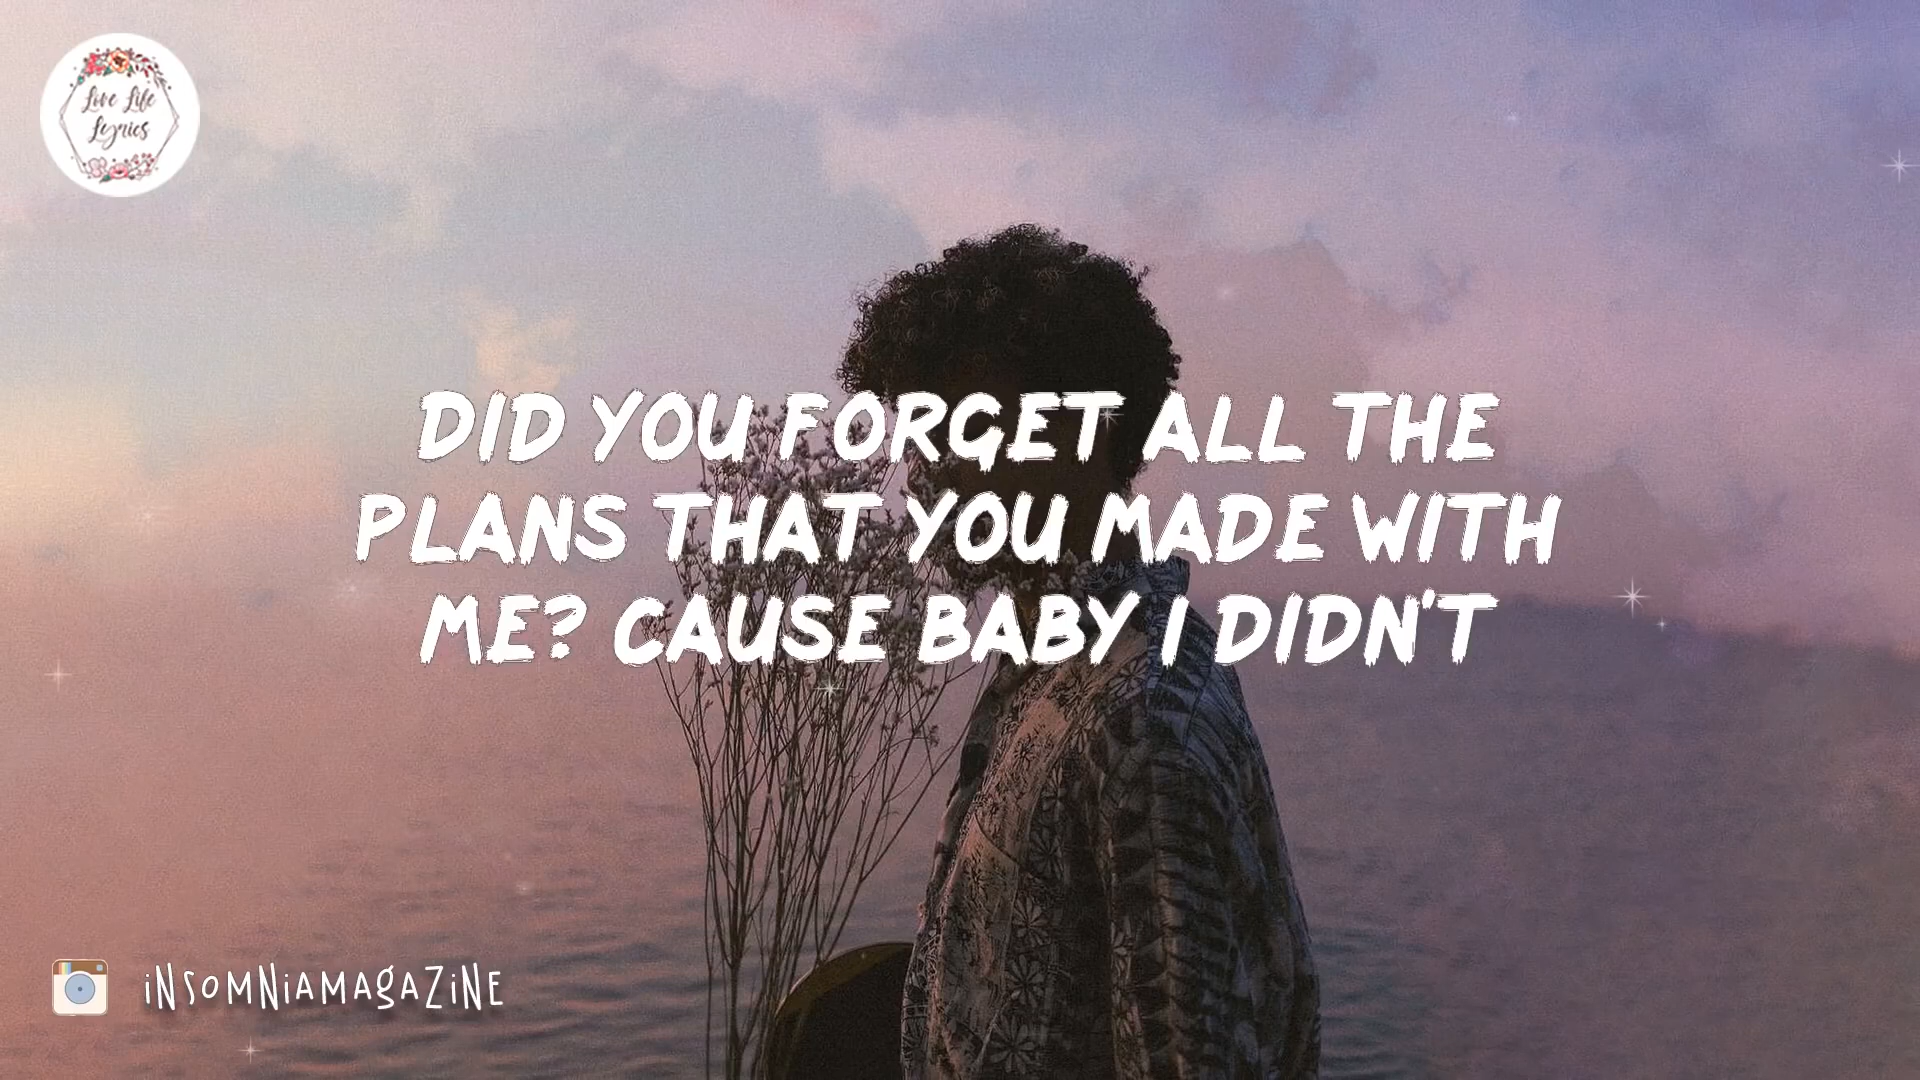 Love Life
Lyrics
DID YOU FORGET ALL THE
PLANS THAT YOU MADE WITH
ME? CAUSE BABY I DIDN'T
iNSOMNiAMAgAZiNE